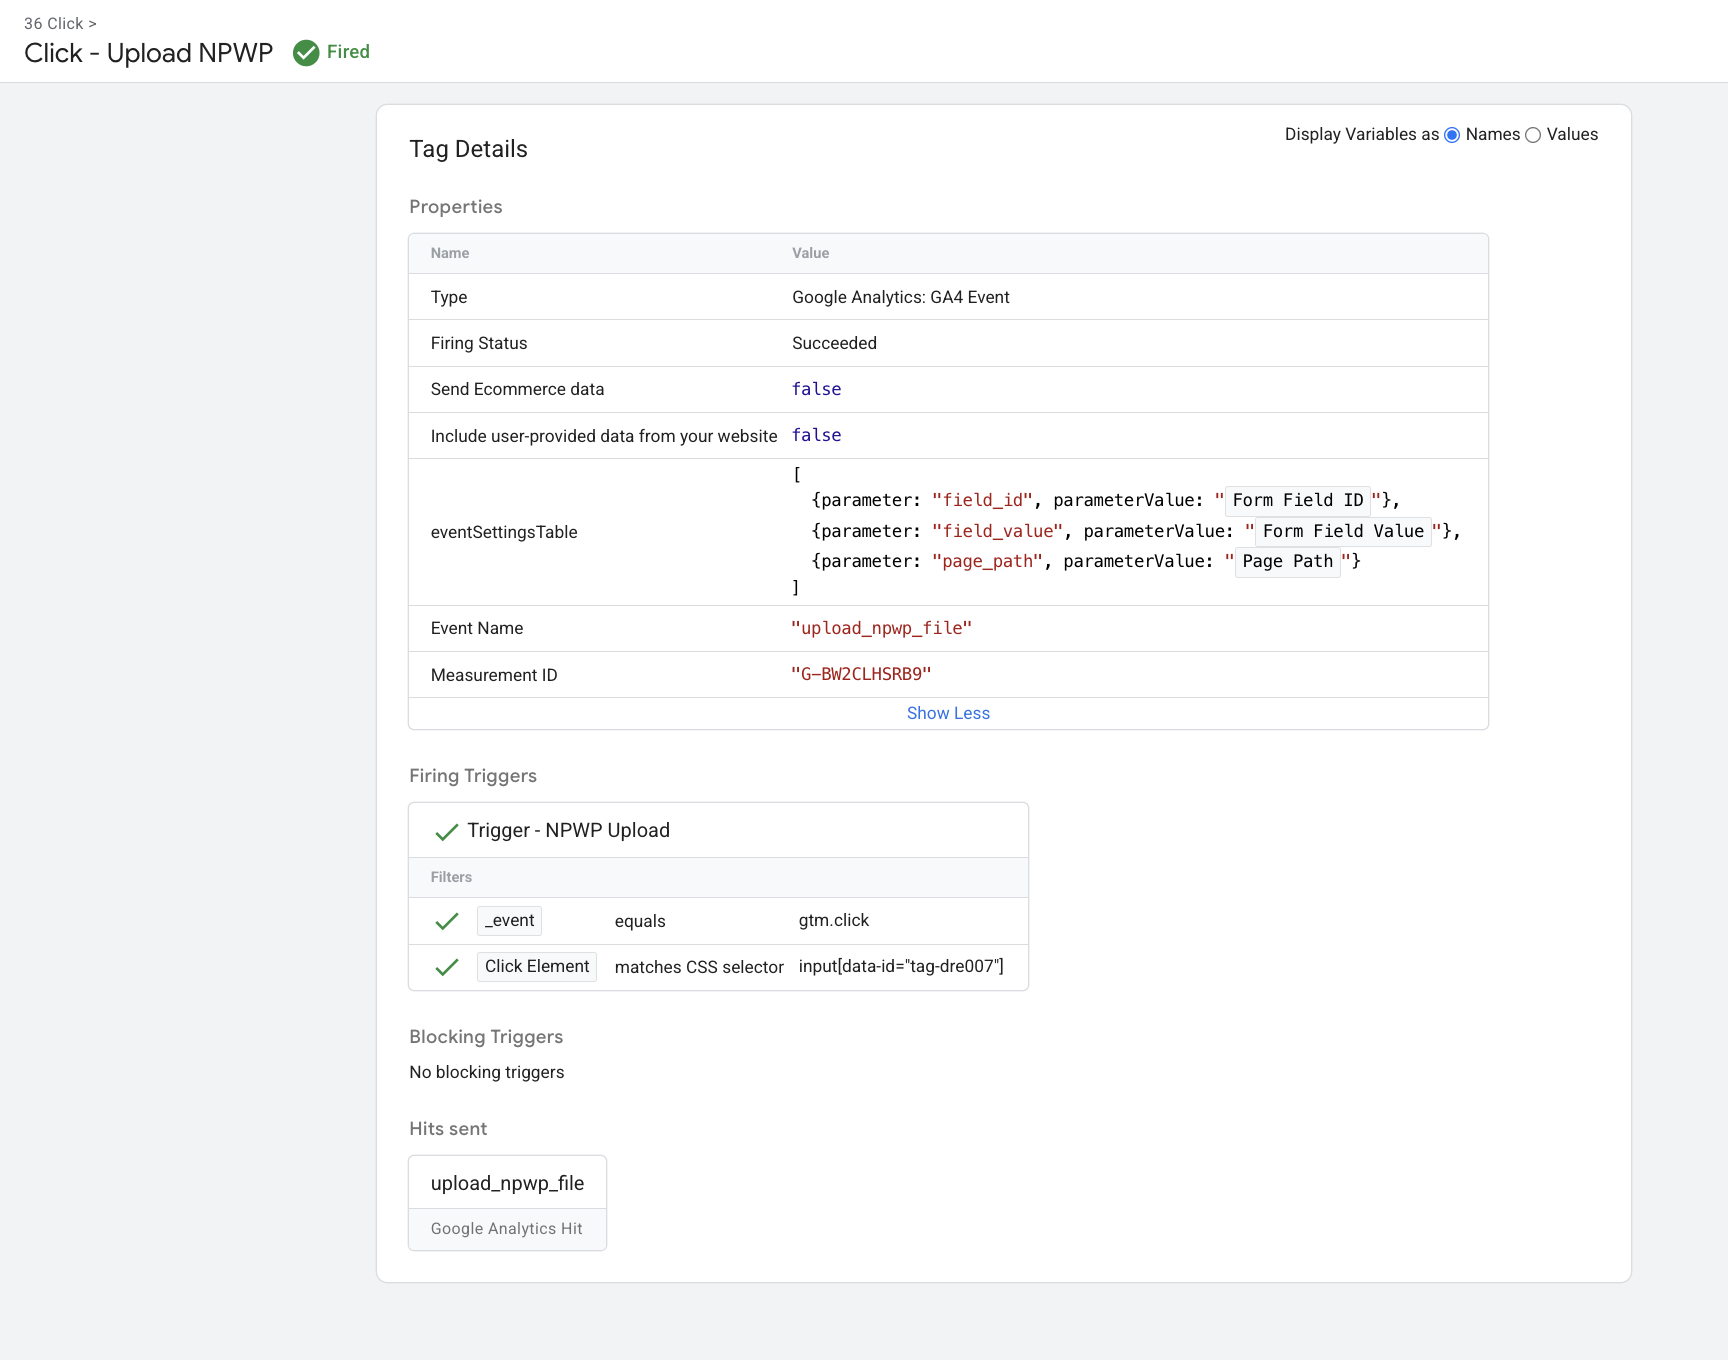 36 Click >
Click - Upload NPWP Fired
Display Variables as Names Values
Tag Details
Properties
Name Value
Type Google Analytics: GA4 Event
Firing Status Succeeded
Send Ecommerce data false
Include user-provided data from your website false
eventSettingsTable
[
{parameter: "field_id", parameterValue: "Form Field ID"},
{parameter: "field_value", parameterValue: "Form Field Value"},
{parameter: "page_path", parameterValue: "Page Path"}
]
Event Name "upload_npwp_file"
Measurement ID "G-BW2CLHSRB9"
Show Less
Firing Triggers
Trigger - NPWP Upload
Filters
_event equals gtm.click
Click Element matches CSS selector input[data-id="tag-dre007"]
Blocking Triggers
No blocking triggers
Hits sent
upload_npwp_file
Google Analytics Hit